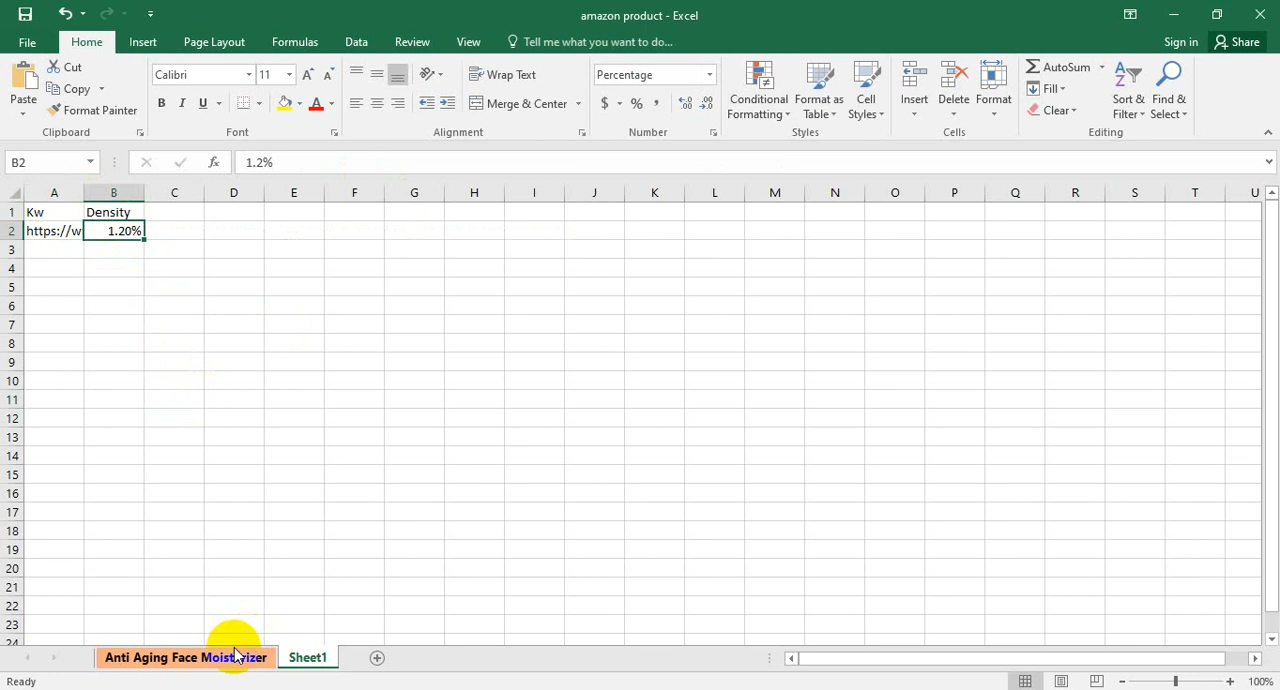 amazon product - Excel
File Home Insert Page Layout Formulas Data Review View Tell me what you want to do... Sign in Share
Cut Calibri 11 Wrap Text Percentage AutoSum
Paste Copy Conditional Format as Cell Insert Delete Format Fill Sort & Find &
Format Painter B I U Merge & Center $ % , Formatting Table Styles Clear Filter Select
Clipboard Font Alignment Number Styles Cells Editing
B2 fx 1.2%
A B C D E F G H I J K L M N O P Q R S T U
1 Kw Density
2 https://w 1.20%
3
4
5
6
7
8
9
10
11
12
13
14
15
16
17
18
19
20
21
22
23
24
Anti Aging Face Moisturizer Sheet1
Ready 100%